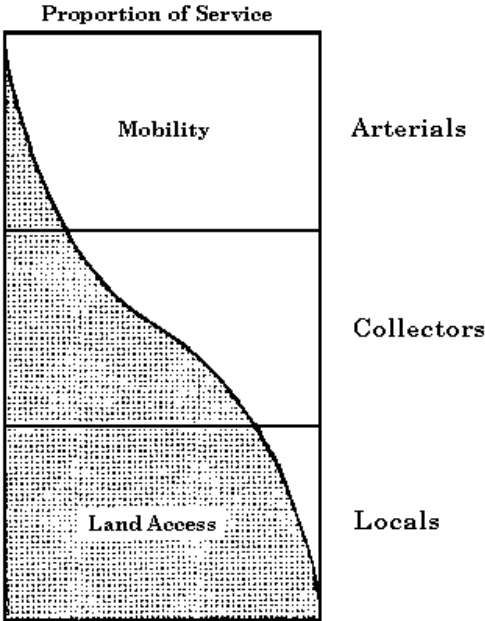 Proportion of Service
Mobility
Arterials
Collectors
Land Access
Locals